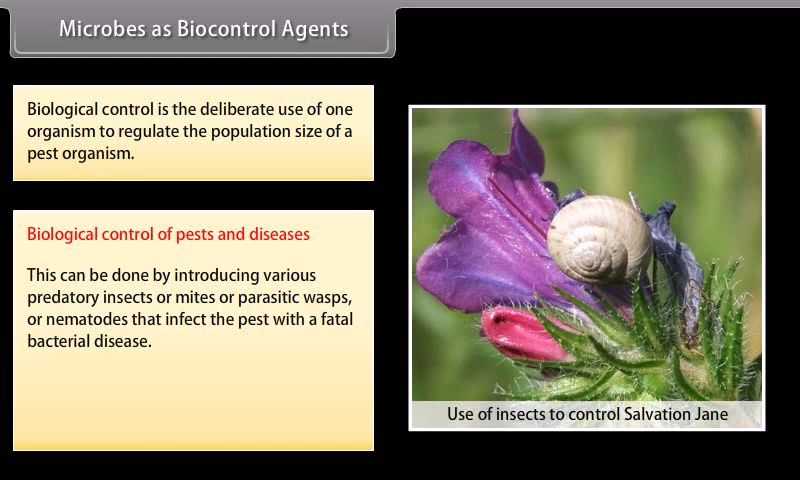 Microbes as Biocontrol Agents
Biological control is the deliberate use of one
organism to regulate the population size of a
pest organism.
Biological control of pests and diseases
This can be done by introducing various
predatory insects or mites or parasitic wasps,
or nematodes that infect the pest with a fatal
bacterial disease.
Use of insects to control Salvation Jane